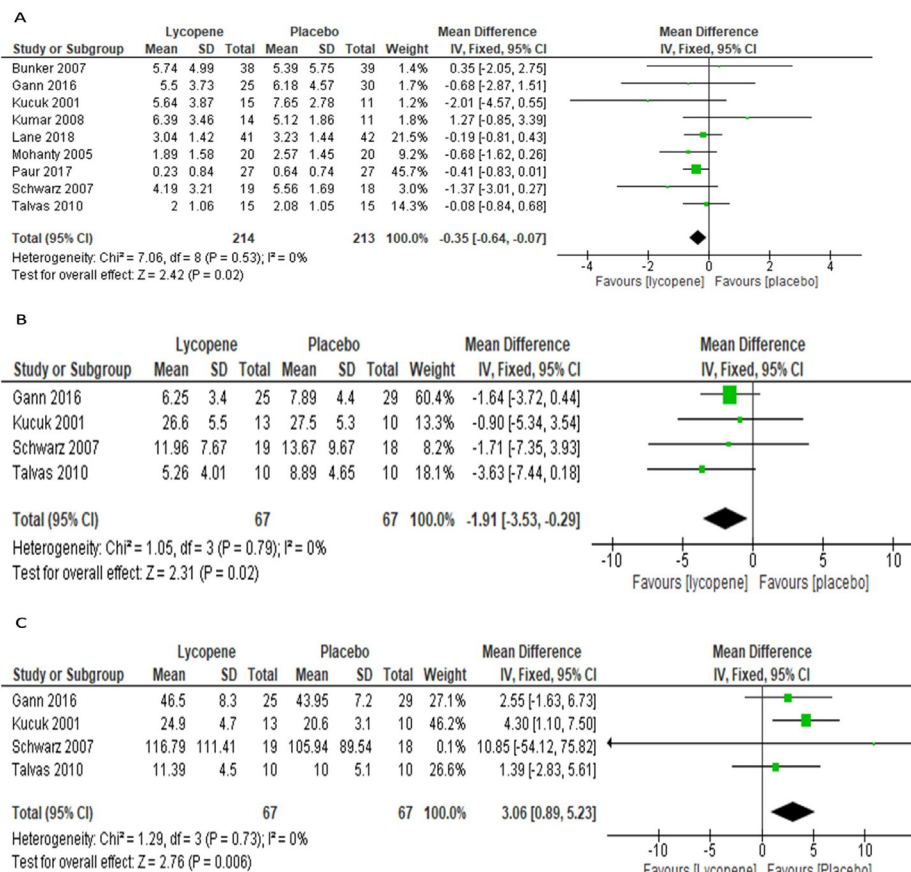 A
Lycopene Placebo Mean Difference Mean Difference
Study or Subgroup Mean SD Total Mean SD Total Weight IV, Fixed, 95% CI IV, Fixed, 95% CI
Bunker 2007 5.74 4.99 38 5.39 5.75 39 1.4% 0.35 [-2.05, 2.75]
Gann 2016 5.5 3.73 25 6.18 4.57 30 1.7% -0.68 [-2.87, 1.51]
Kucuk 2001 5.64 3.87 15 7.65 2.78 11 1.2% -2.01 [-4.57, 0.55]
Kumar 2008 6.39 3.46 14 5.12 1.86 11 1.8% 1.27 [-0.85, 3.39]
Lane 2018 3.04 1.42 41 3.23 1.44 42 21.5% -0.19 [-0.81, 0.43]
Mohanty 2005 1.89 1.58 20 2.57 1.45 20 9.2% -0.68 [-1.62, 0.26]
Paur 2017 0.23 0.84 27 0.64 0.74 27 45.7% -0.41 [-0.83, 0.01]
Schwarz 2007 4.19 3.21 19 5.56 1.69 18 3.0% -1.37 [-3.01, 0.27]
Talvas 2010 2 1.06 15 2.08 1.05 15 14.3% -0.08 [-0.84, 0.68]
Total (95% CI) 214 213 100.0% -0.35 [-0.64, -0.07]
Heterogeneity: Chi² = 7.06, df = 8 (P = 0.53); I² = 0%
Test for overall effect: Z = 2.42 (P = 0.02)
-4 -2 0 2 4
Favours [lycopene] Favours [placebo]
B
Lycopene Placebo Mean Difference Mean Difference
Study or Subgroup Mean SD Total Mean SD Total Weight IV, Fixed, 95% CI IV, Fixed, 95% CI
Gann 2016 6.25 3.4 25 7.89 4.4 29 60.4% -1.64 [-3.72, 0.44]
Kucuk 2001 26.6 5.5 13 27.5 5.3 10 13.3% -0.90 [-5.34, 3.54]
Schwarz 2007 11.96 7.67 19 13.67 9.67 18 8.2% -1.71 [-7.35, 3.93]
Talvas 2010 5.26 4.01 10 8.89 4.65 10 18.1% -3.63 [-7.44, 0.18]
Total (95% CI) 67 67 100.0% -1.91 [-3.53, -0.29]
Heterogeneity: Chi² = 1.05, df = 3 (P = 0.79); I² = 0%
Test for overall effect: Z = 2.31 (P = 0.02)
-10 -5 0 5 10
Favours [lycopene] Favours [placebo]
C
Lycopene Placebo Mean Difference Mean Difference
Study or Subgroup Mean SD Total Mean SD Total Weight IV, Fixed, 95% CI IV, Fixed, 95% CI
Gann 2016 46.5 8.3 25 43.95 7.2 29 27.1% 2.55 [-1.63, 6.73]
Kucuk 2001 24.9 4.7 13 20.6 3.1 10 46.2% 4.30 [1.10, 7.50]
Schwarz 2007 116.79 111.41 19 105.94 89.54 18 0.1% 10.85 [-54.12, 75.82]
Talvas 2010 11.39 4.5 10 10 5.1 10 26.6% 1.39 [-2.83, 5.61]
Total (95% CI) 67 67 100.0% 3.06 [0.89, 5.23]
Heterogeneity: Chi² = 1.29, df = 3 (P = 0.73); I² = 0%
Test for overall effect: Z = 2.76 (P = 0.006)
-10 -5 0 5 10
Favours [lycopene] Favours [Placebo]